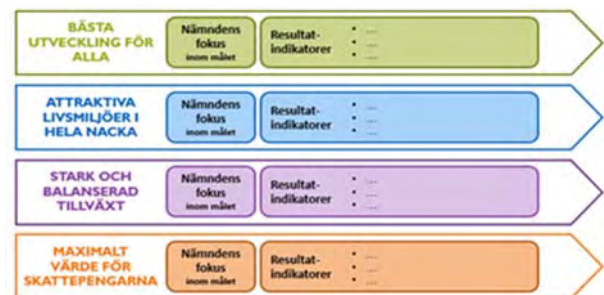 BÄSTA
UTVECKLING FÖR
ALLA
Nämndens
fokus
inom målet
Resultat-
indikatorer
• ...
• ...
• ...
ATTRAKTIVA
LIVSMILJÖER I
HELA NACKA
Nämndens
fokus
inom målet
Resultat-
indikatorer
• ...
• ...
• ...
STARK OCH
BALANSERAD
TILLVÄXT
Nämndens
fokus
inom målet
Resultat-
indikatorer
• ...
• ...
• ...
MAXIMALT
VÄRDE FÖR
SKATTEPENGARNA
Nämndens
fokus
inom målet
Resultat-
indikatorer
• ...
• ...
• ...